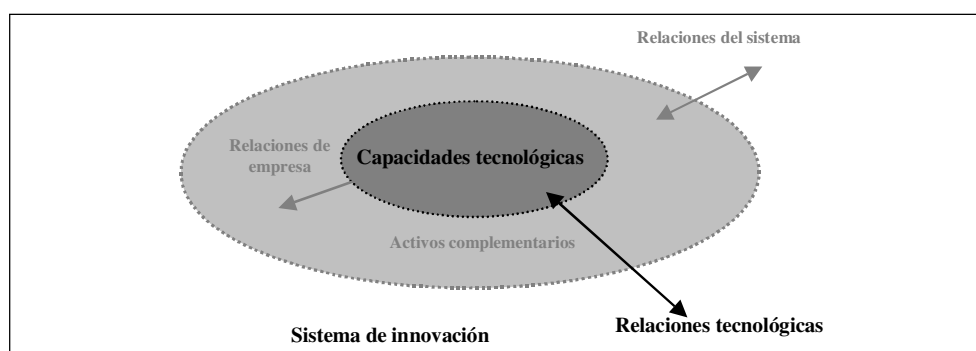 Relaciones del sistema
Relaciones de
empresa
Capacidades tecnológicas
Activos complementarios
Sistema de innovación
Relaciones tecnológicas